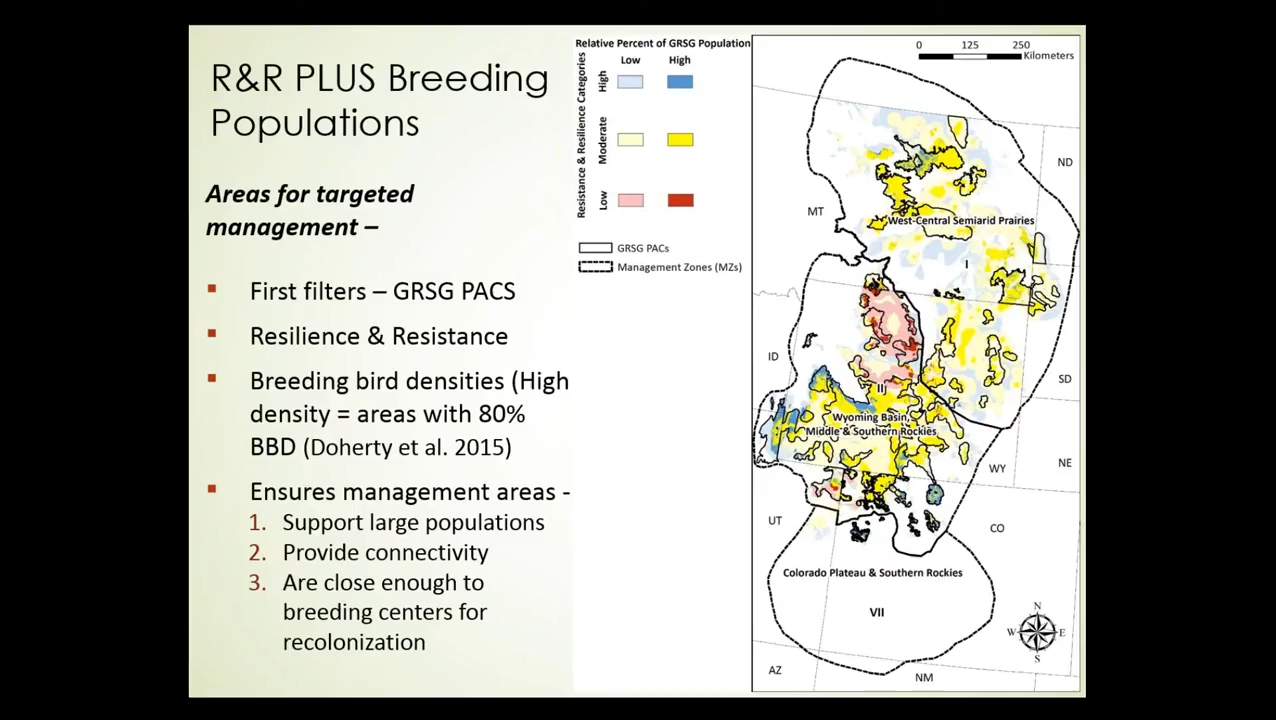 R&R PLUS Breeding
Populations
Areas for targeted
management –
First filters – GRSG PACS
Resilience & Resistance
Breeding bird densities (High
density = areas with 80%
BBD (Doherty et al. 2015)
Ensures management areas -
1. Support large populations
2. Provide connectivity
3. Are close enough to
breeding centers for
recolonization
Relative Percent of GRSG Population
Low High
Resistance & Resilience Categories
High
Moderate
Low
GRSG PACs
Management Zones (MZs)
0 125 250
Kilometers
ND
MT
West-Central Semiarid Prairies
I
ID
SD
IIj
Wyoming Basin,
Middle & Southern Rockies
WY
NE
UT
CO
Colorado Plateau & Southern Rockies
VII
N
W E
S
AZ
NM